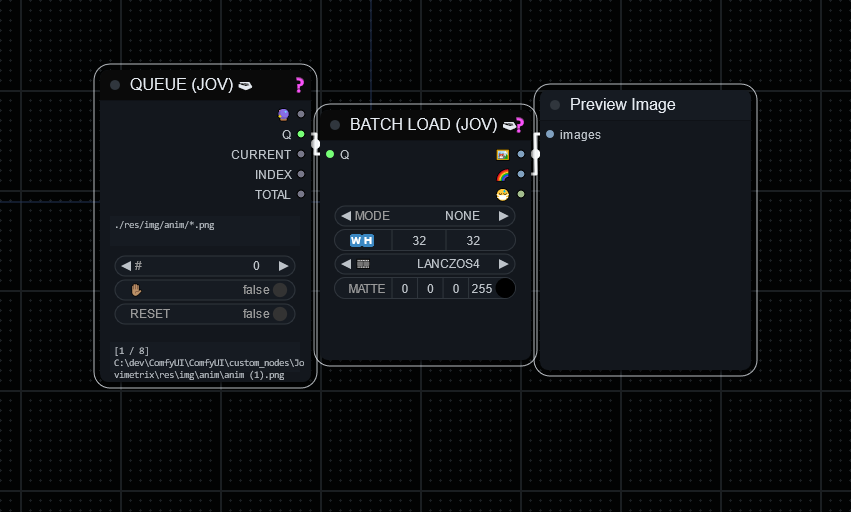 QUEUE (JOV)
Q
CURRENT
INDEX
TOTAL
./res/img/anim/*.png
# 0
false
RESET false
[1 / 8]
C:\dev\ComfyUI\ComfyUI\custom_nodes\Jo
vimetrix\res\img\anim\anim (1).png
BATCH LOAD (JOV)
Q
MODE NONE
W H 32 32
LANCZOS4
MATTE 0 0 0 255
Preview Image
images